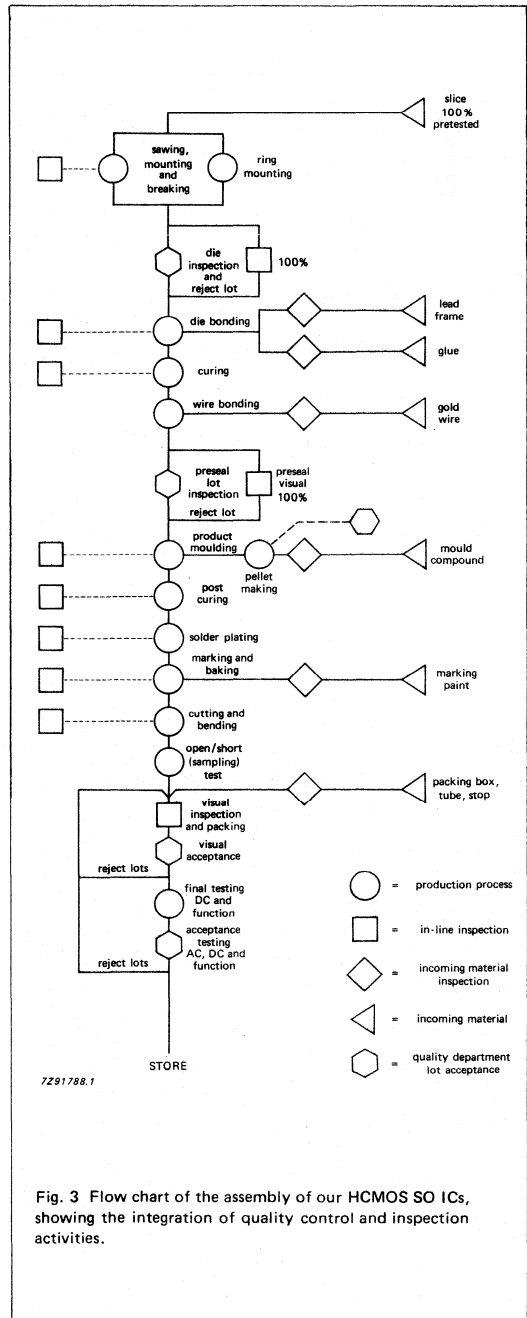 slice
100%
pretested
sawing,
mounting
and
breaking
ring
mounting
die
inspection
and
reject lot
100%
die bonding
lead
frame
glue
curing
wire bonding
gold
wire
preseal lot
inspection
reject lot
preseal
visual
100%
product
moulding
pellet
making
mould
compound
post
curing
solder plating
marking and
baking
marking
paint
cutting and
bending
open/short
(sampling)
test
packing box,
tube, stop
visual
inspection
and packing
visual
acceptance
reject lots
final testing
DC and
function
acceptance
testing
AC, DC and
function
reject lots
STORE
= production process
= in-line inspection
= incoming material
inspection
= incoming material
= quality department
lot acceptance
7Z91788.1
Fig. 3 Flow chart of the assembly of our HCMOS SO ICs,
showing the integration of quality control and inspection
activities.